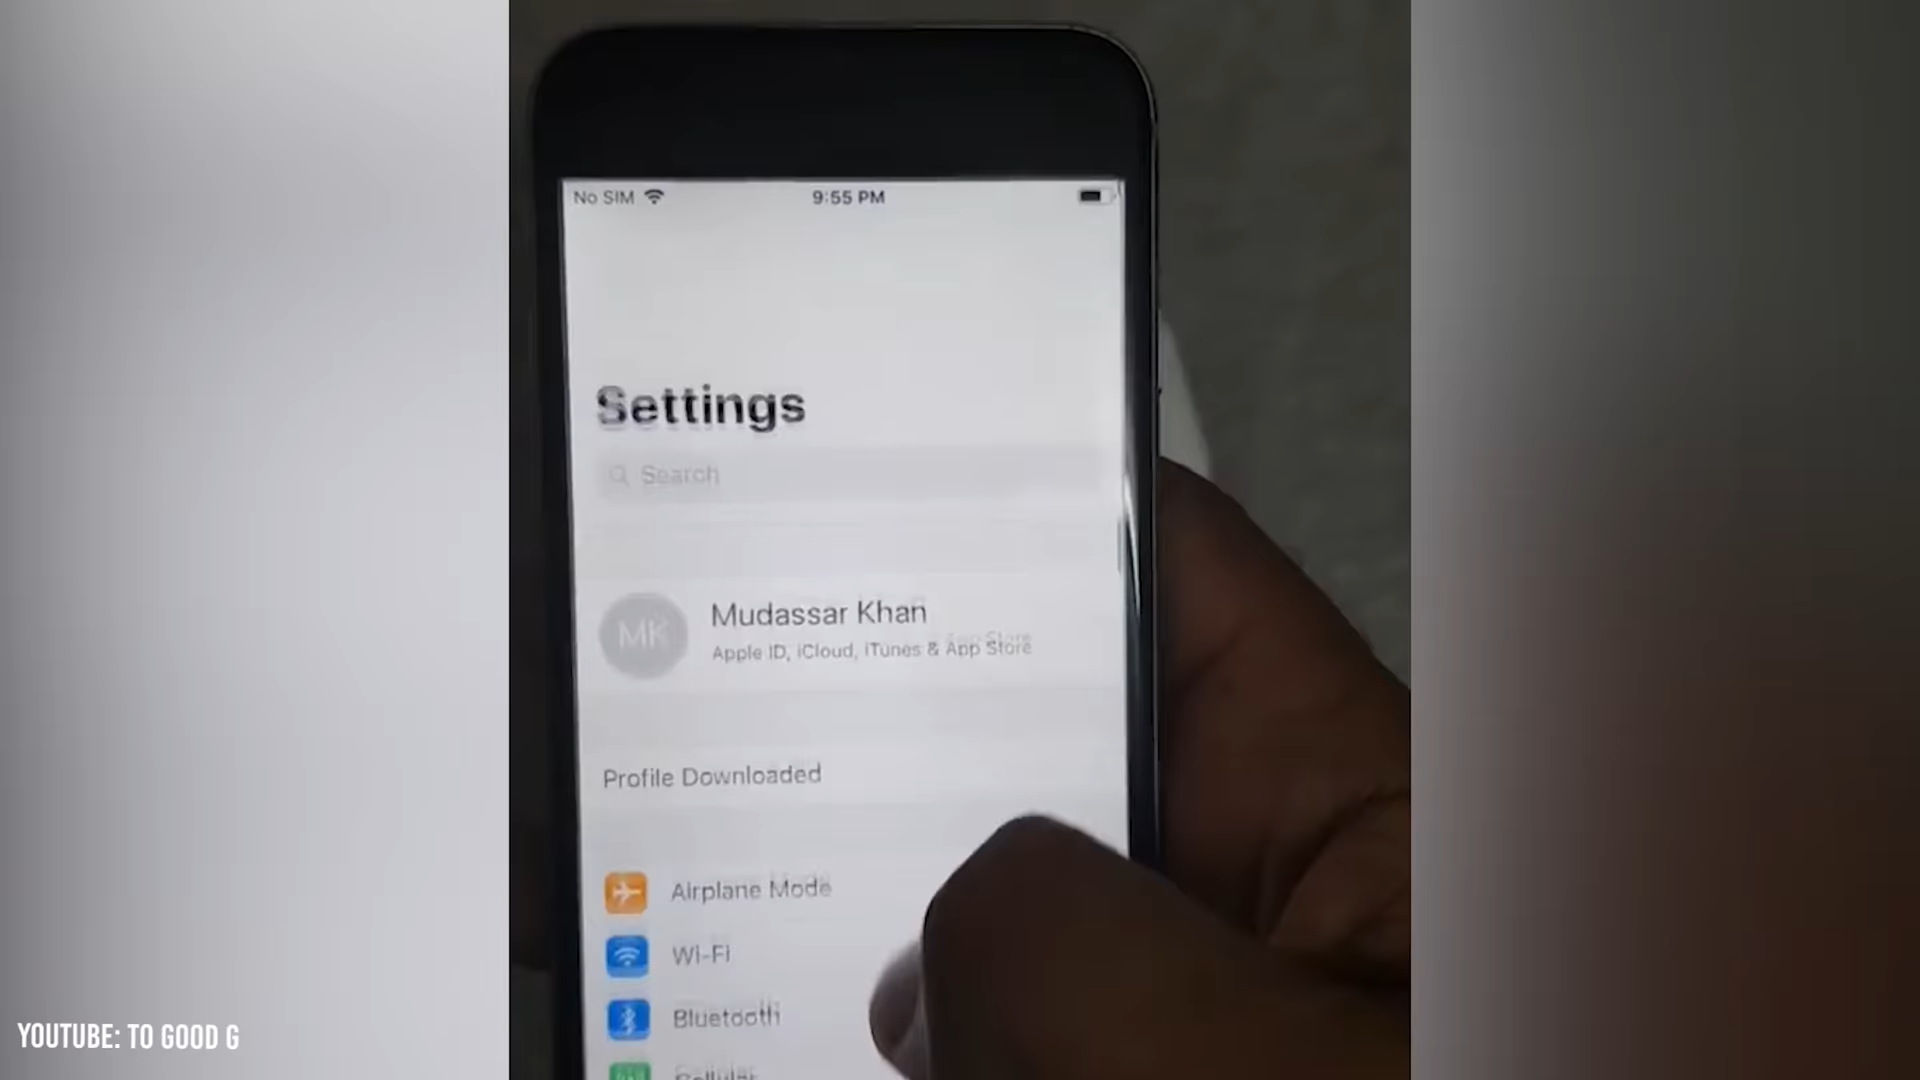 No SIM
9:55 PM
Settings
Search
MK
Mudassar Khan
Apple ID, iCloud, iTunes & App Store
Profile Downloaded
Airplane Mode
Wi-Fi
Bluetooth
Cellular
YOUTUBE: TO GOOD G